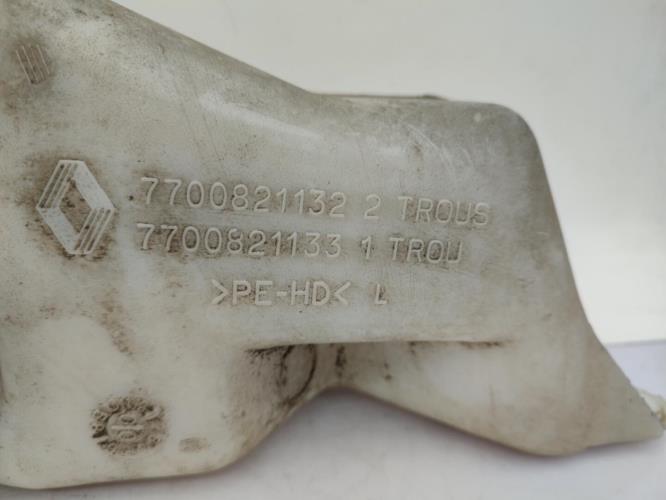 7700821132 2 TROUS
7700821133 1 TROU
>PE-HD< L